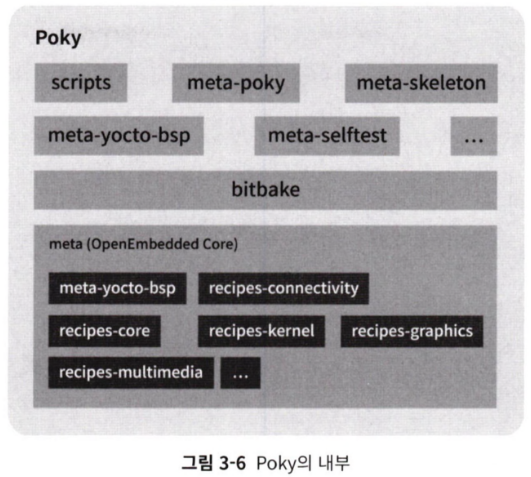 Poky
scripts meta-poky meta-skeleton
meta-yocto-bsp meta-selftest ...
bitbake
meta (OpenEmbedded Core)
meta-yocto-bsp recipes-connectivity
recipes-core recipes-kernel recipes-graphics
recipes-multimedia ...
그림 3-6 Poky의 내부